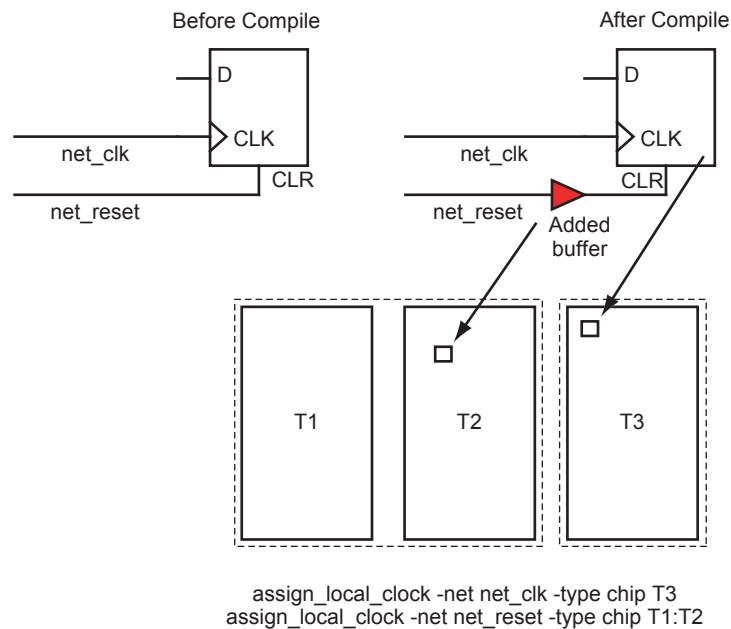 Before Compile
After Compile
D
D
CLK
CLK
net_clk
net_clk
CLR
CLR
net_reset
net_reset
Added
buffer
T1
T2
T3
assign_local_clock -net net_clk -type chip T3
assign_local_clock -net net_reset -type chip T1:T2